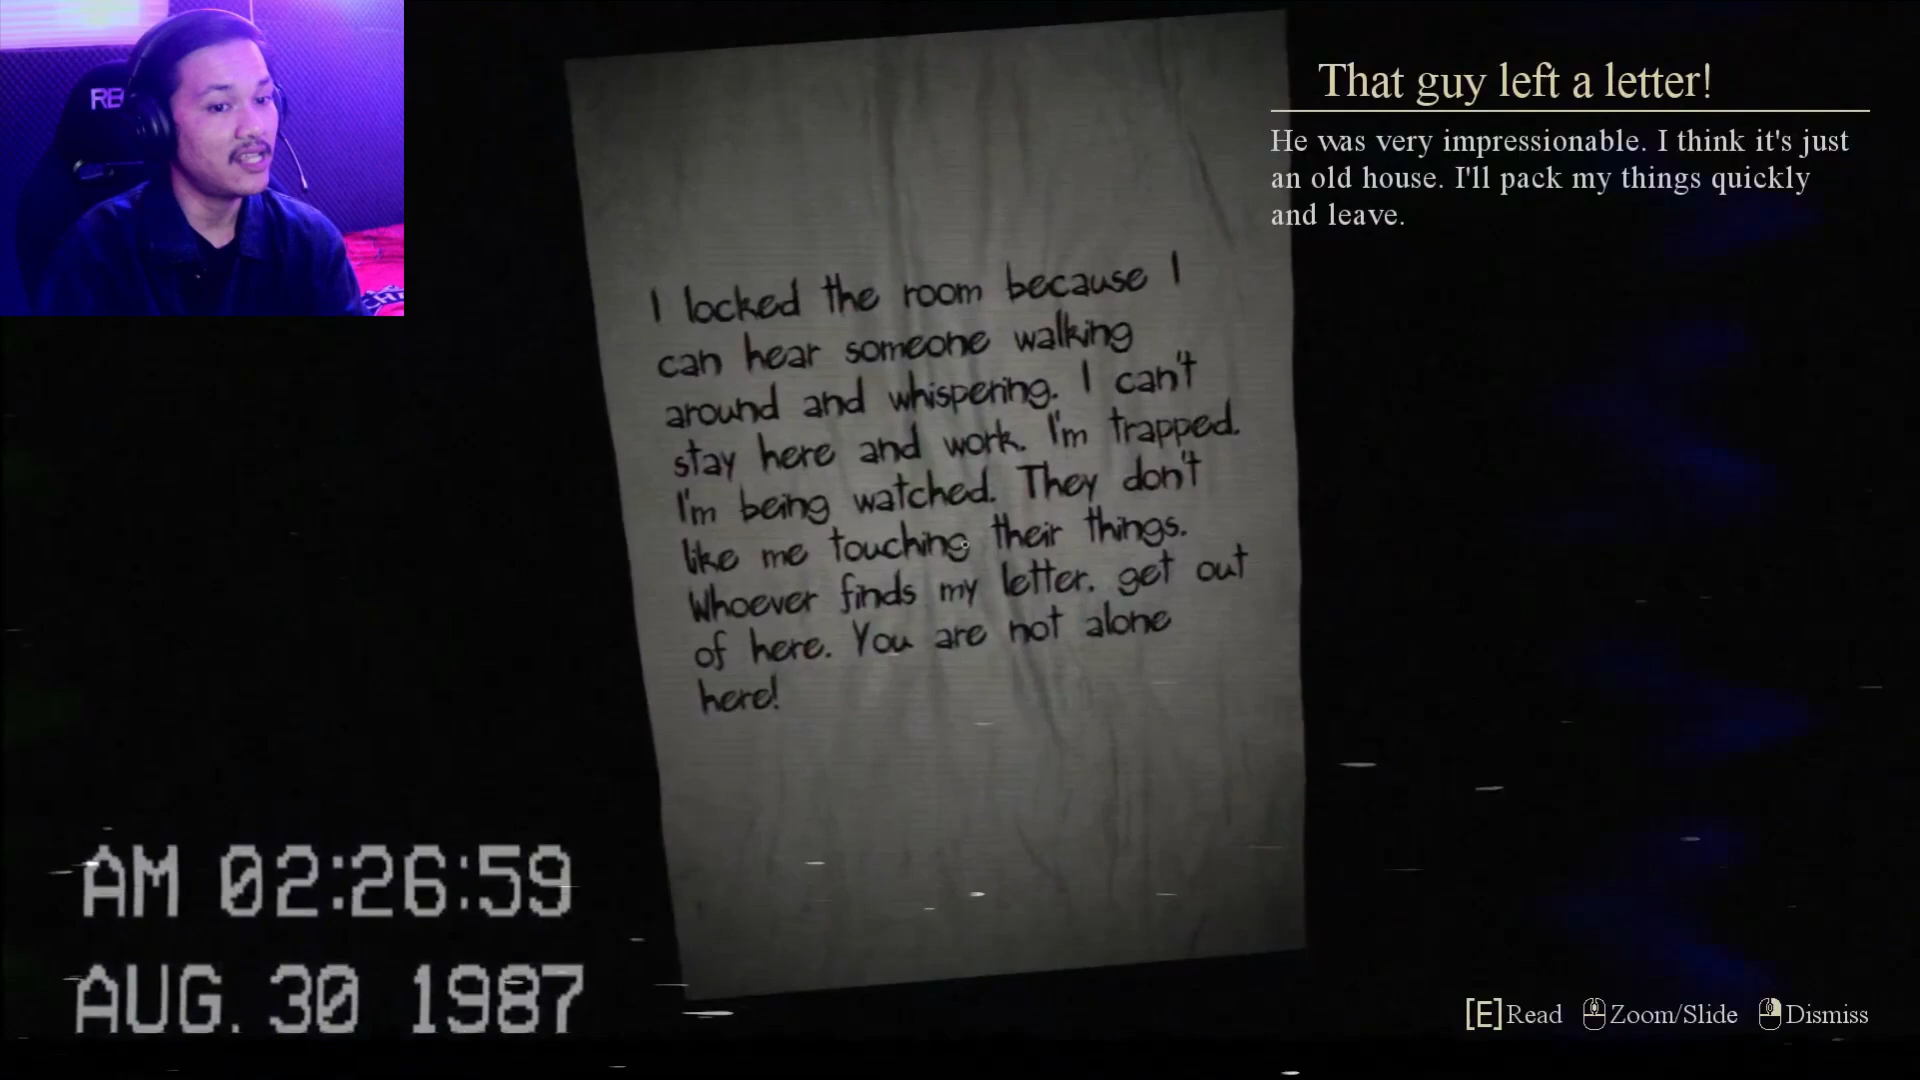 RE
That guy left a letter!
He was very impressionable. I think it's just
an old house. I'll pack my things quickly
and leave.
I locked the room because I
can hear someone walking
around and whispering. I can't
stay here and work. I'm trapped.
I'm being watched. They don't
like me touching their things.
Whoever finds my letter. get out
of here. You are not alone
here!
AM 02:26:59
AUG. 30 1987
[E]Read Zoom/Slide Dismiss